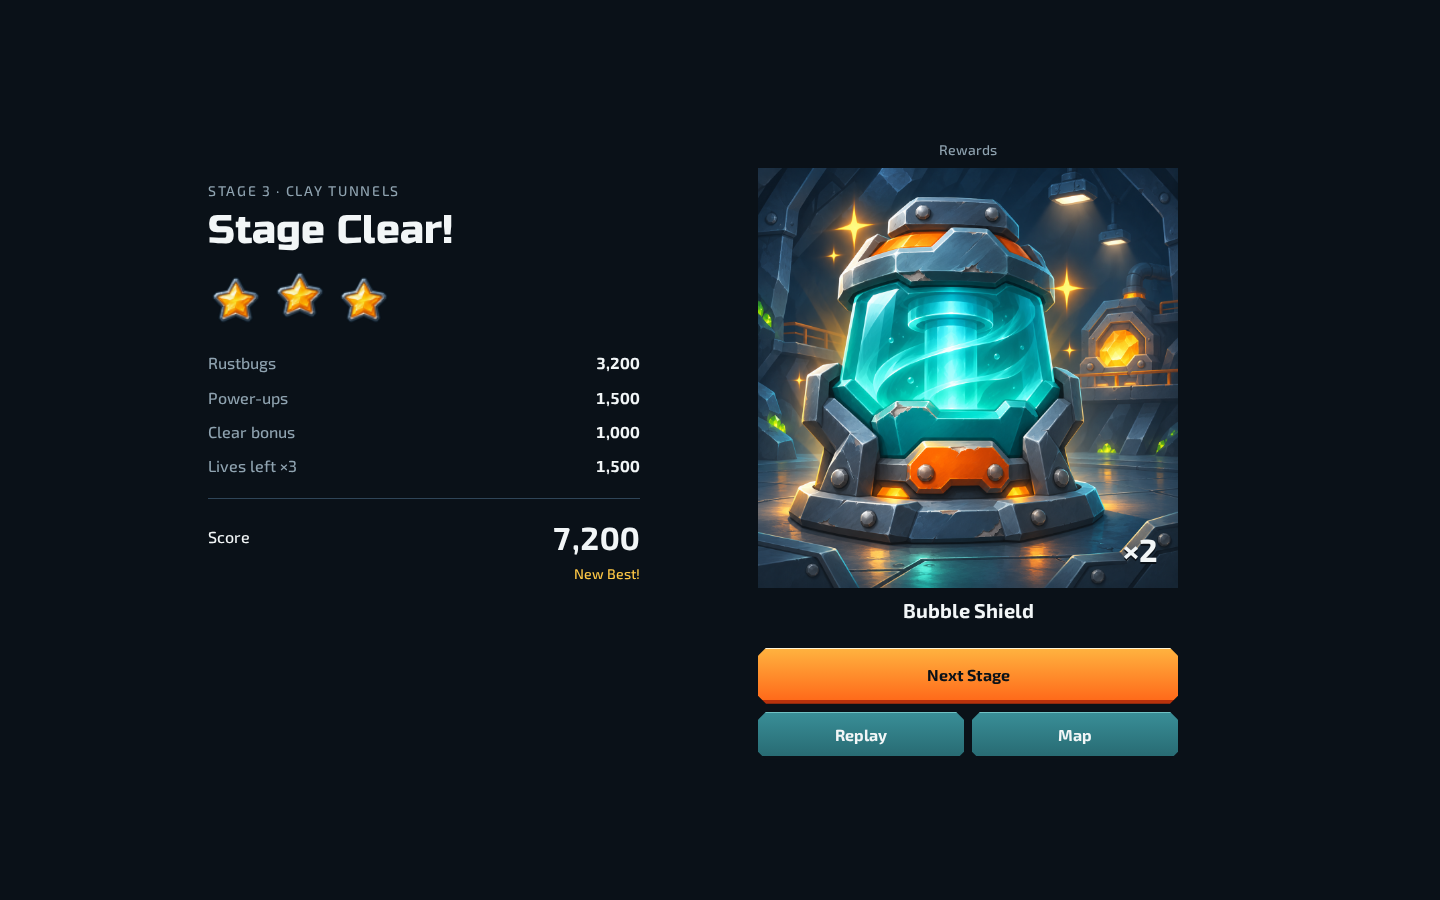 STAGE 3 · CLAY TUNNELS
Stage Clear!
Rustbugs 3,200
Power-ups 1,500
Clear bonus 1,000
Lives left ×3 1,500
Score 7,200
New Best!
Rewards
×2
Bubble Shield
Next Stage
Replay Map